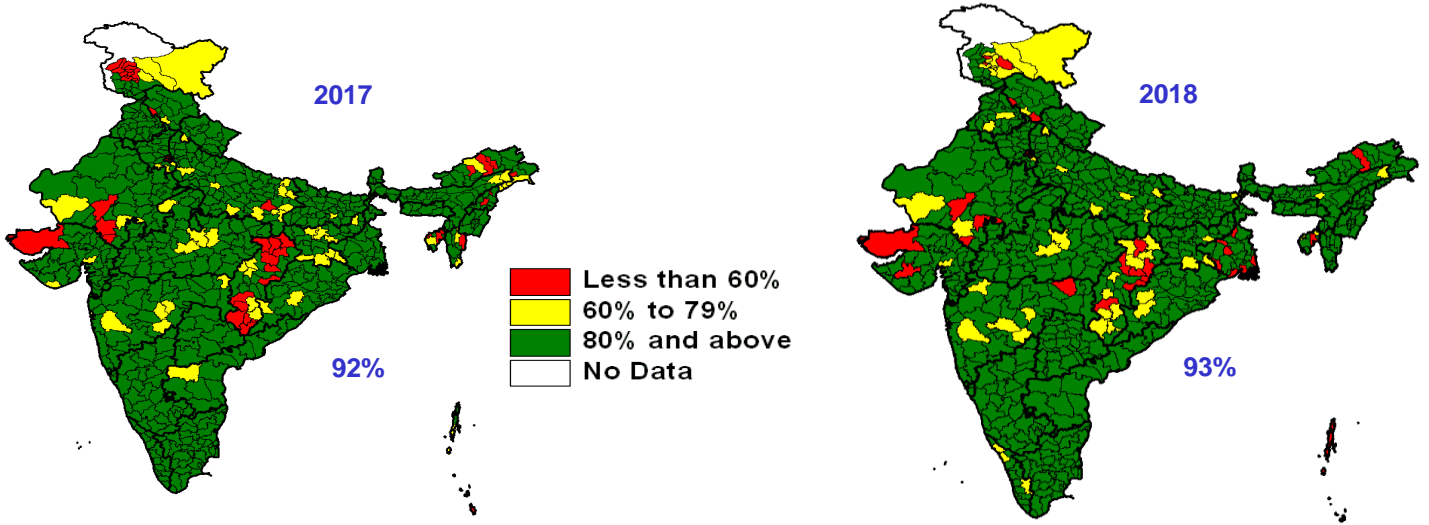 2017
2018
Less than 60%
60% to 79%
80% and above
No Data
92%
93%